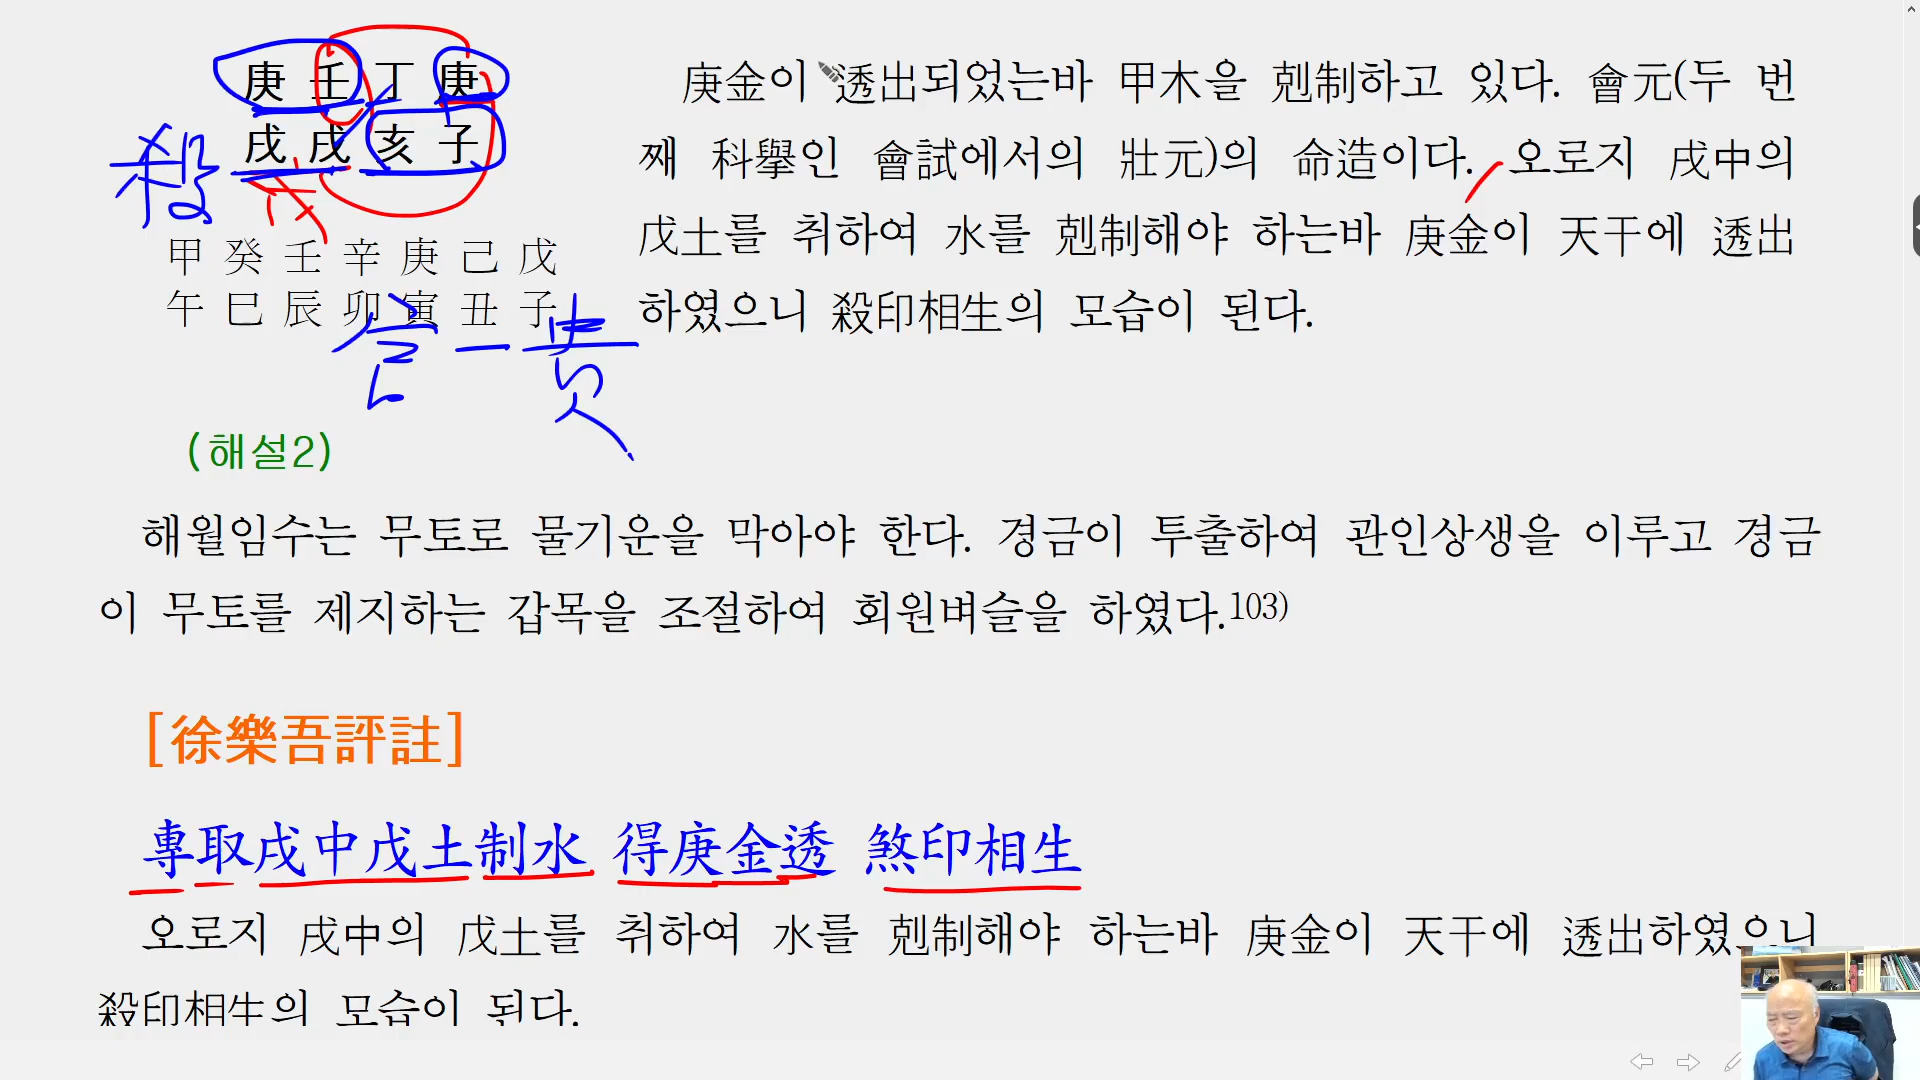 庚 壬 丁 庚
戌 戌 亥 子
殺
甲 癸 壬 辛 庚 己 戊
午 巳 辰 卯 寅 丑 子
富 一 貴
庚金이 透出되었는바 甲木을 剋制하고 있다. 會元(두 번
째 科擧인 會試에서의 壯元)의 命造이다. 오로지 戌中의
戊土를 취하여 水를 剋制해야 하는바 庚金이 天干에 透出
하였으니 殺印相生의 모습이 된다.
(해설2)
해월임수는 무토로 물기운을 막아야 한다. 경금이 투출하여 관인상생을 이루고 경금
이 무토를 제지하는 갑목을 조절하여 회원벼슬을 하였다.103)
[徐樂吾評註]
專取戌中戊土制水 得庚金透 煞印相生
오로지 戌中의 戊土를 취하여 水를 剋制해야 하는바 庚金이 天干에 透出하였으니
殺印相生의 모습이 된다.